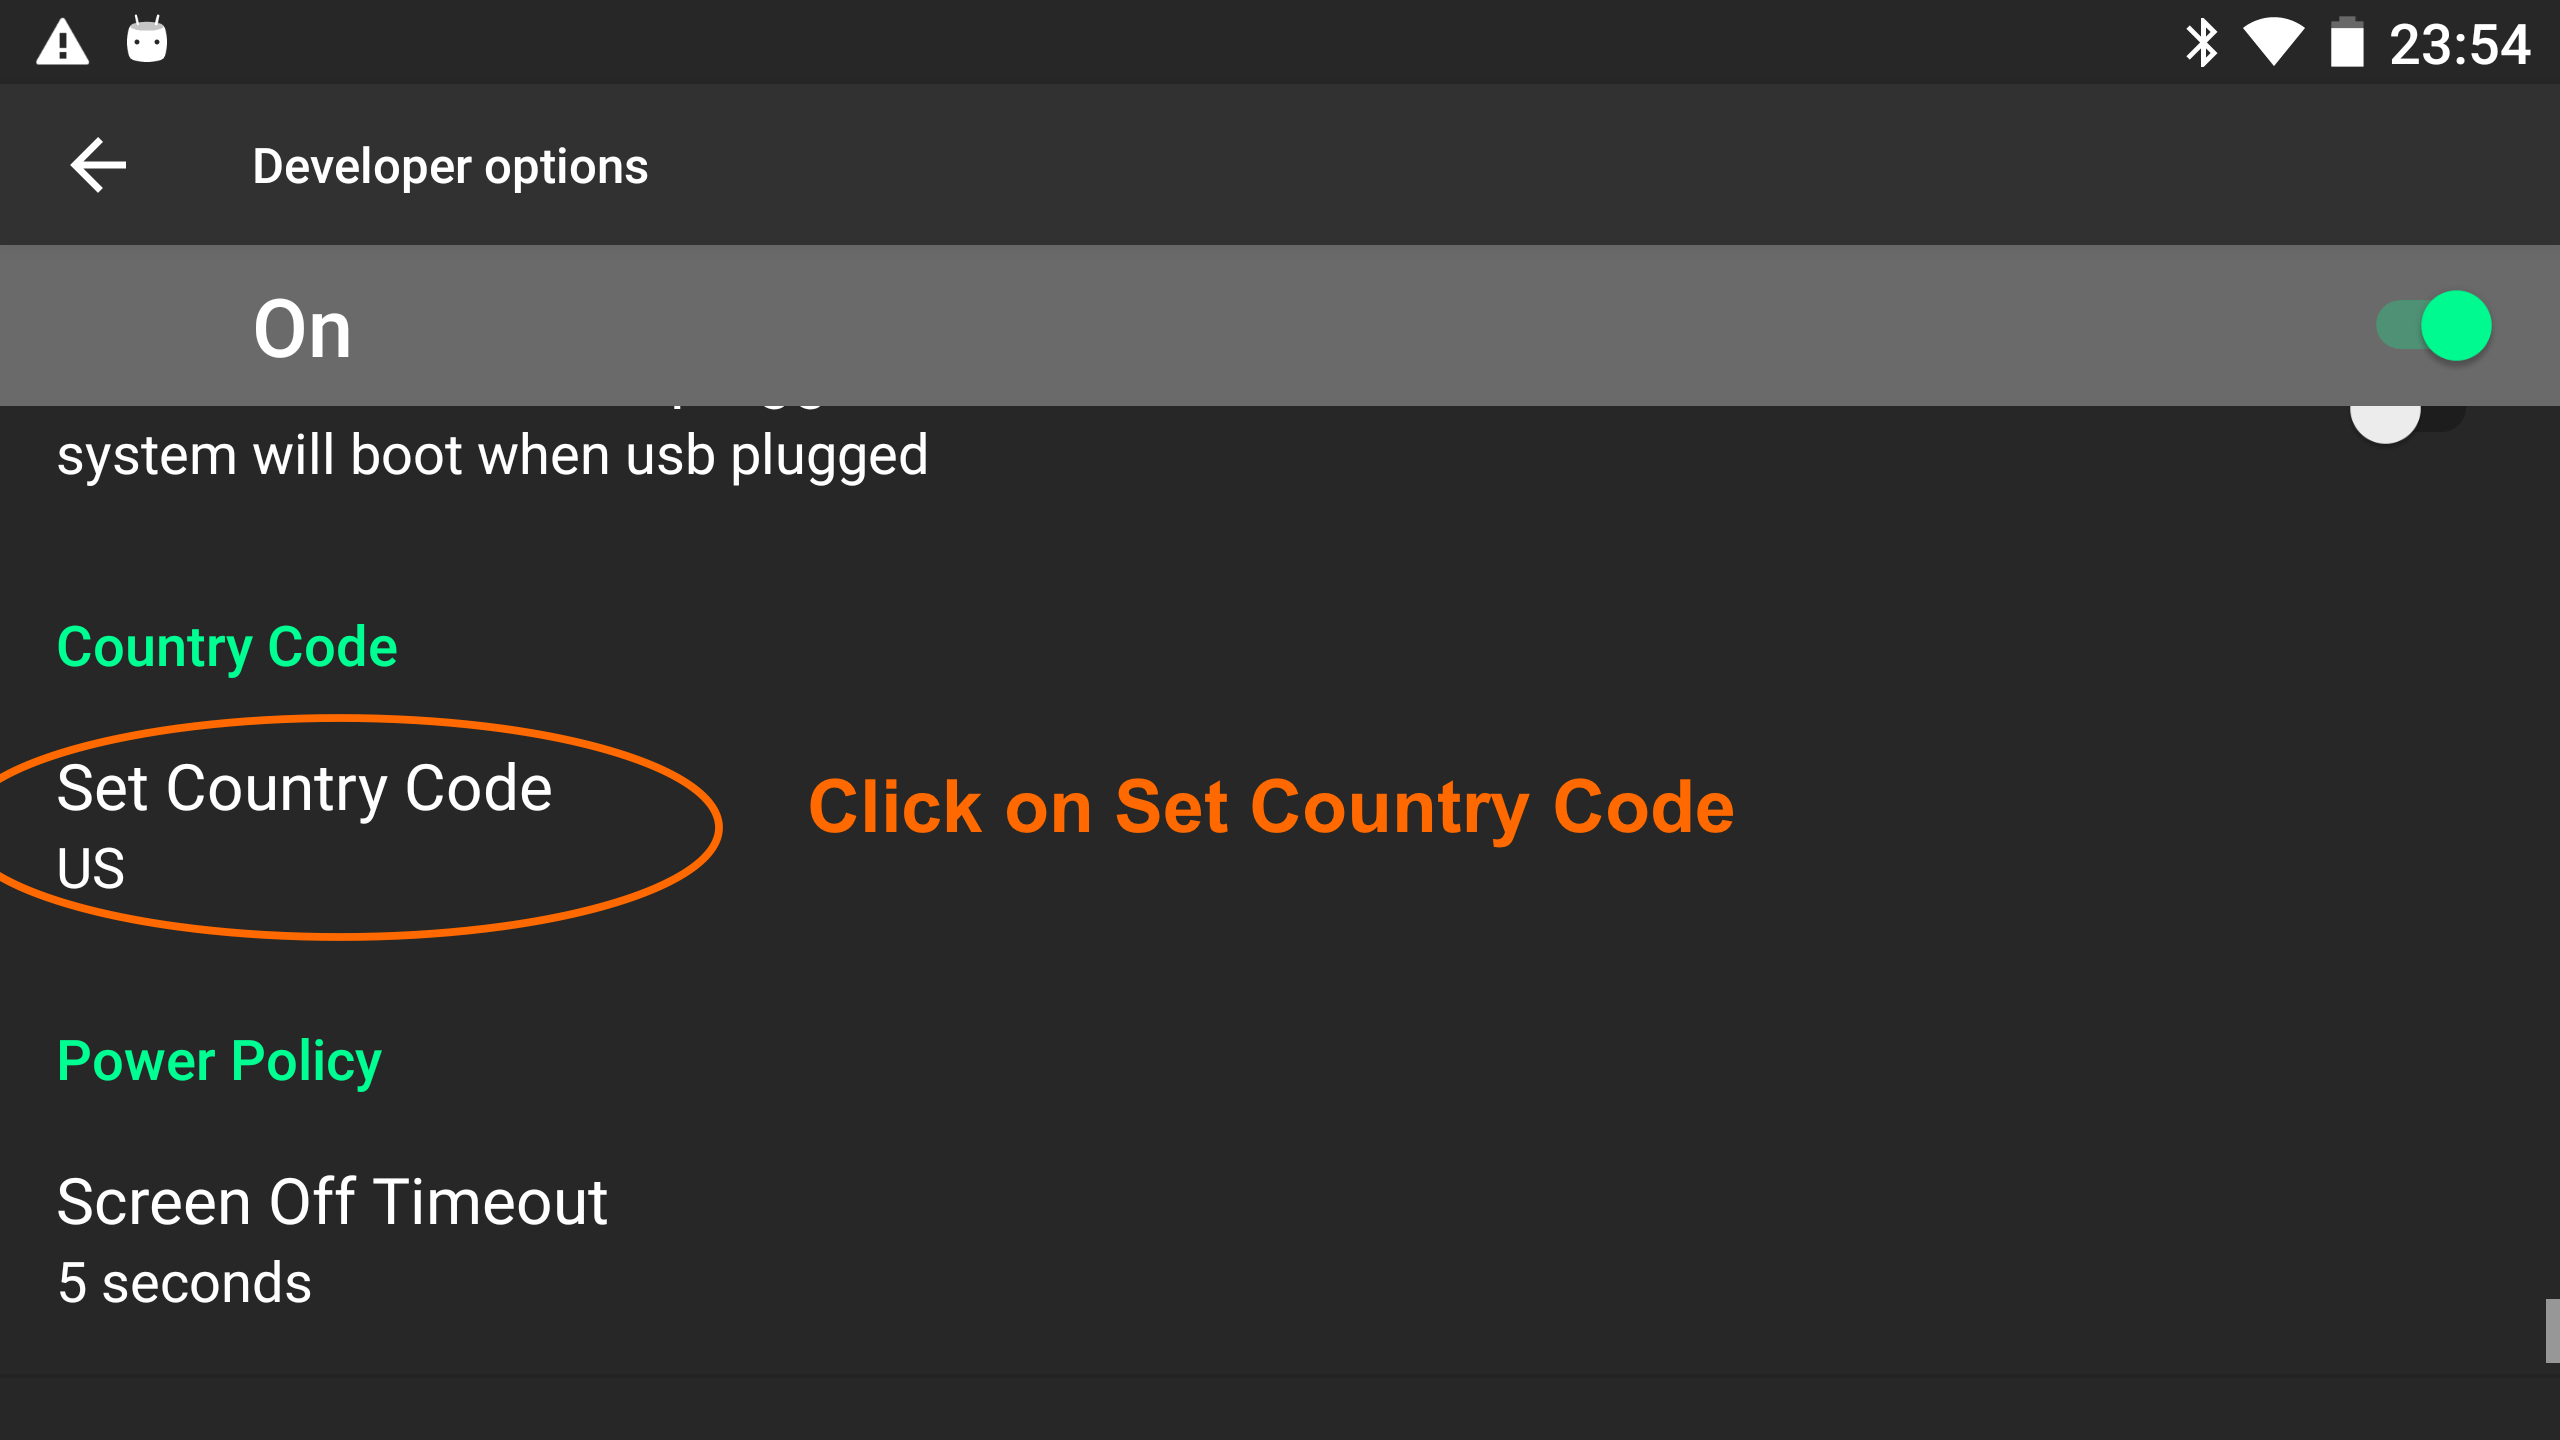 23:54
Developer options
On
system will boot when usb plugged
Country Code
Set Country Code
US
Click on Set Country Code
Power Policy
Screen Off Timeout
5 seconds